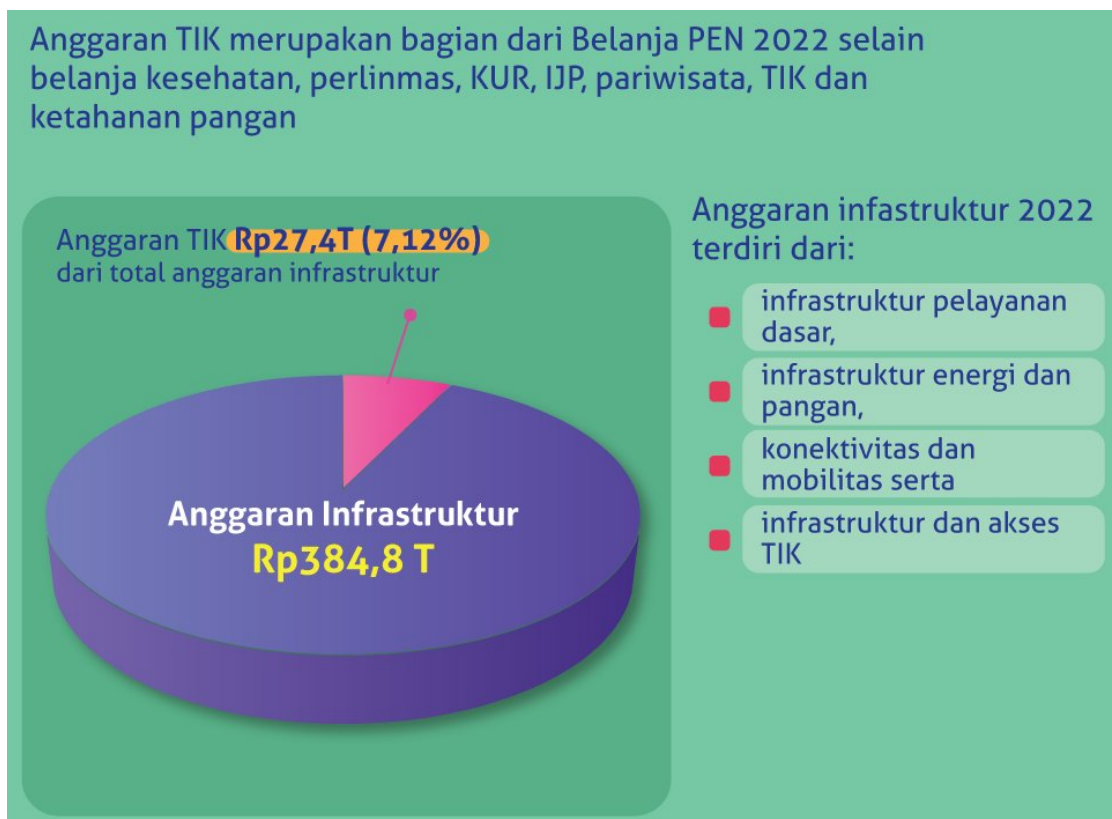 Anggaran TIK merupakan bagian dari Belanja PEN 2022 selain
belanja kesehatan, perlinmas, KUR, IJP, pariwisata, TIK dan
ketahanan pangan
Anggaran TIK Rp27,4T (7,12%)
dari total anggaran infrastruktur
Anggaran Infrastruktur
Rp384,8 T
Anggaran infastruktur 2022
terdiri dari:
infrastruktur pelayanan
dasar,
infrastruktur energi dan
pangan,
konektivitas dan
mobilitas serta
infrastruktur dan akses
TIK